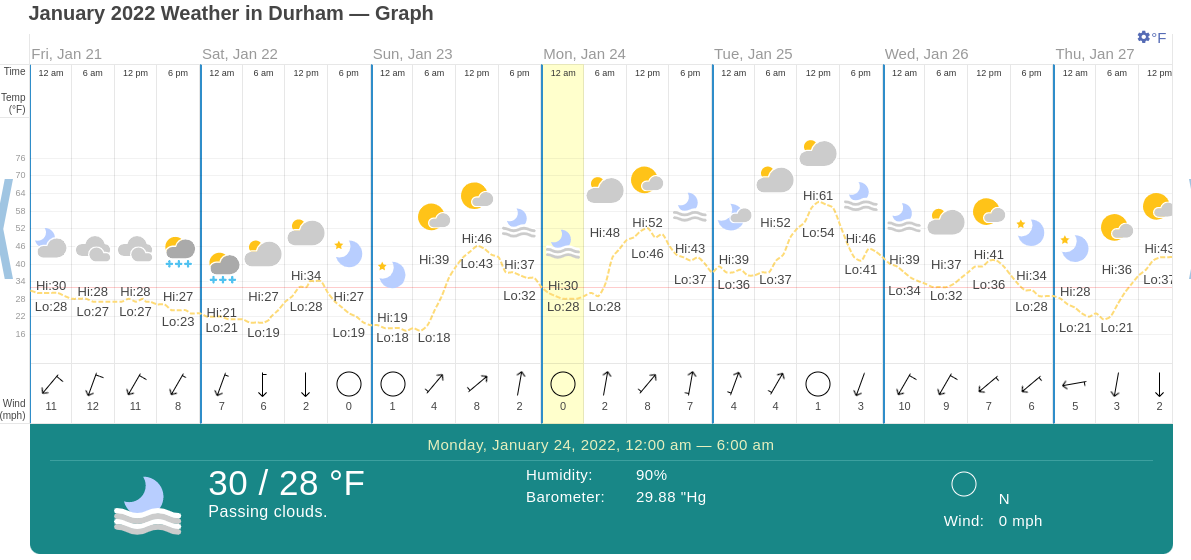 January 2022 Weather in Durham — Graph
°F
Fri, Jan 21 Sat, Jan 22 Sun, Jan 23 Mon, Jan 24 Tue, Jan 25 Wed, Jan 26 Thu, Jan 27
Time 12 am 6 am 12 pm 6 pm 12 am 6 am 12 pm 6 pm 12 am 6 am 12 pm 6 pm 12 am 6 am 12 pm 6 pm 12 am 6 am 12 pm 6 pm 12 am 6 am 12 pm 6 pm 12 am 6 am 12 pm
Temp
(°F)
76
70
64
58
52
46
40
34
28
22
16
Hi:30 Hi:28 Hi:28 Hi:27 Hi:21 Hi:27 Hi:34 Hi:27 Hi:19 Hi:39 Hi:46 Hi:37 Hi:30 Hi:48 Hi:52 Hi:43 Hi:39 Hi:52 Hi:61 Hi:46 Hi:39 Hi:37 Hi:41 Hi:34 Hi:28 Hi:36 Hi:43
Lo:28 Lo:27 Lo:27 Lo:23 Lo:21 Lo:19 Lo:28 Lo:19 Lo:18 Lo:18 Lo:43 Lo:32 Lo:28 Lo:28 Lo:46 Lo:37 Lo:36 Lo:37 Lo:54 Lo:41 Lo:34 Lo:32 Lo:36 Lo:28 Lo:21 Lo:21 Lo:37
Wind
(mph)
11 12 11 8 7 6 2 0 1 4 8 2 0 2 8 7 4 4 1 3 10 9 7 6 5 3 2
Monday, January 24, 2022, 12:00 am — 6:00 am
30 / 28 °F
Passing clouds.
Humidity: 90%
Barometer: 29.88 "Hg
N
Wind: 0 mph